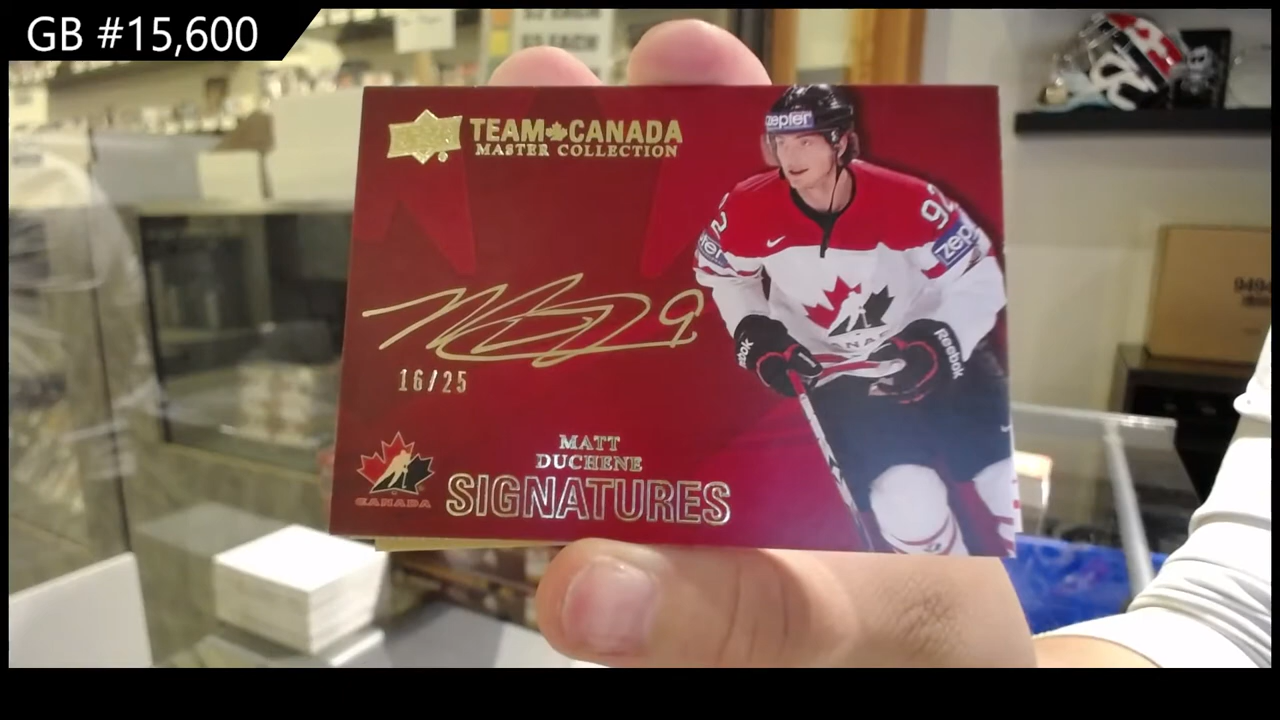 GB #15,600
TEAM CANADA
MASTER COLLECTION
zepter
92
Reebok
16/25
MATT
DUCHENE
SIGNATURES
CANADA